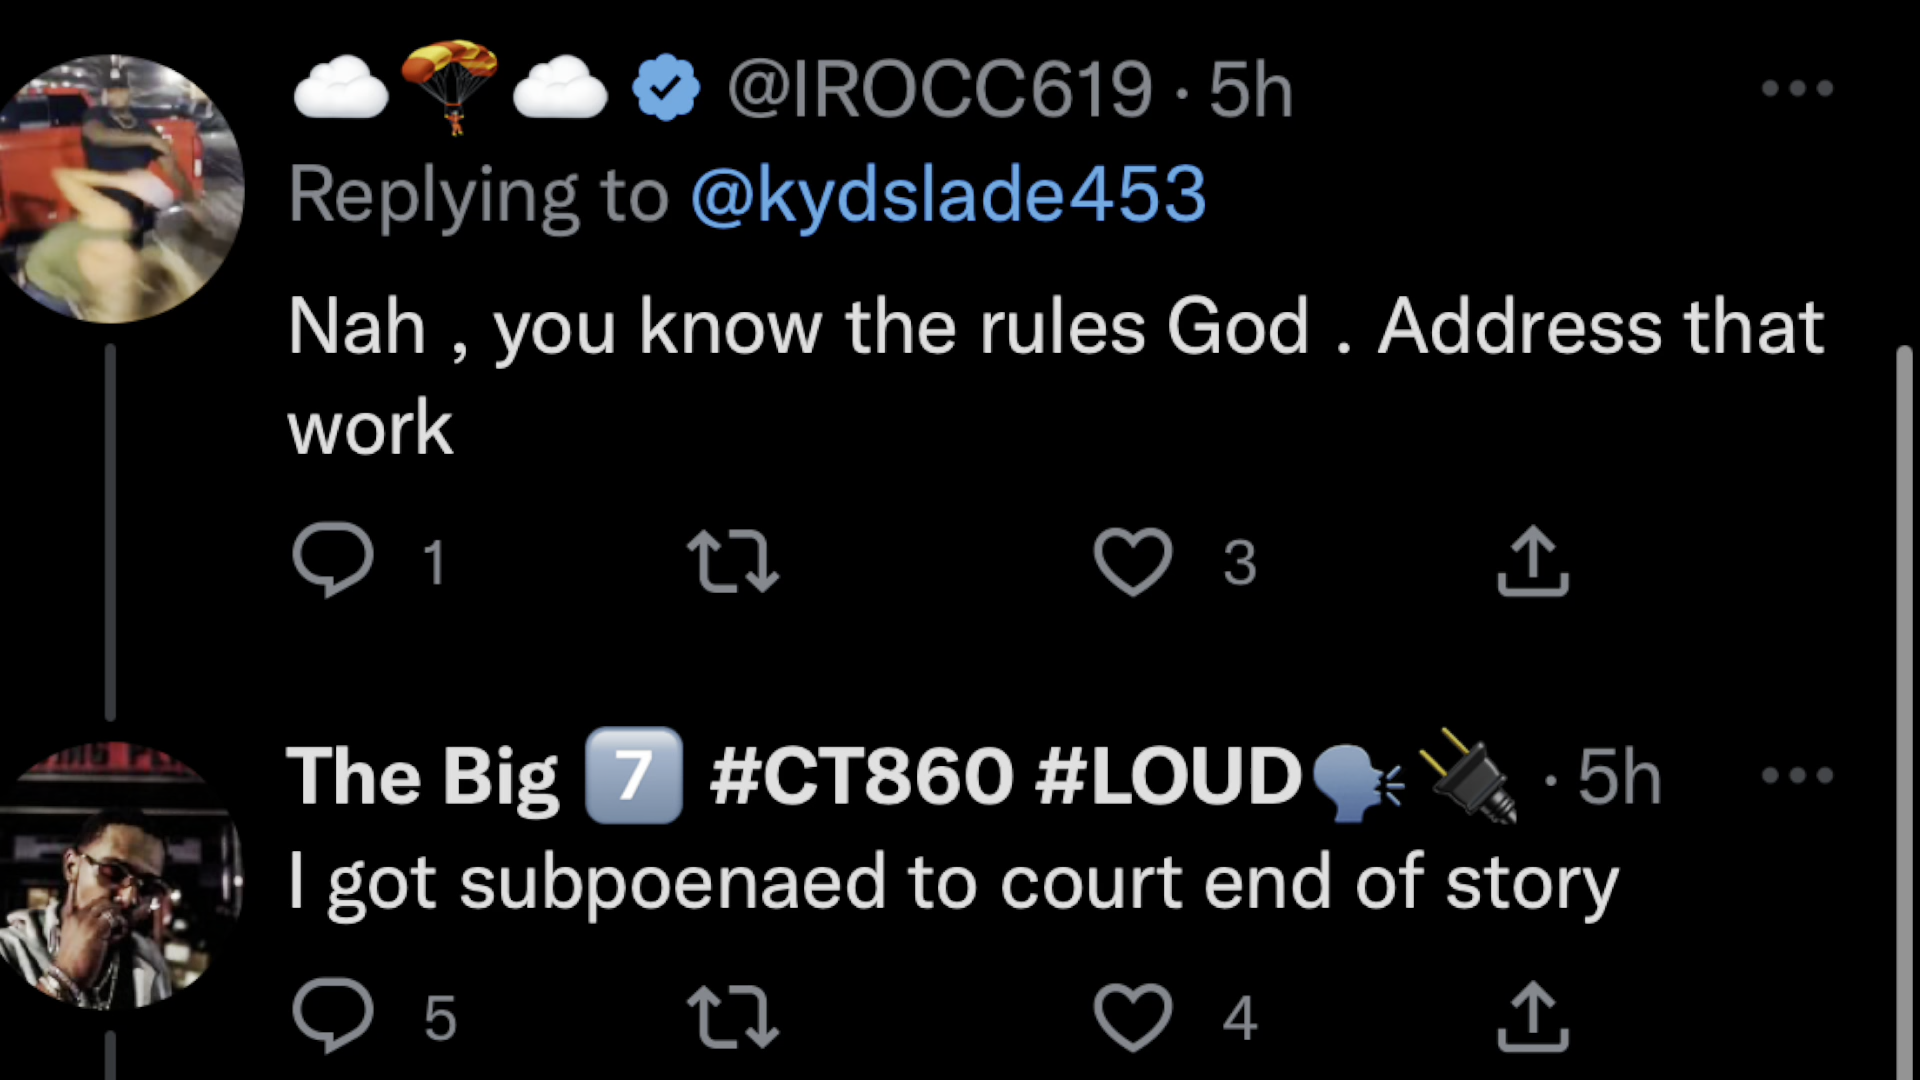 ☁️🪂☁️ @IROCC619 · 5h
Replying to @kydslade453
Nah , you know the rules God . Address that
work
1 3
The Big 7️⃣ #CT860 #LOUD🗣️🔌 · 5h
I got subpoenaed to court end of story
5 4